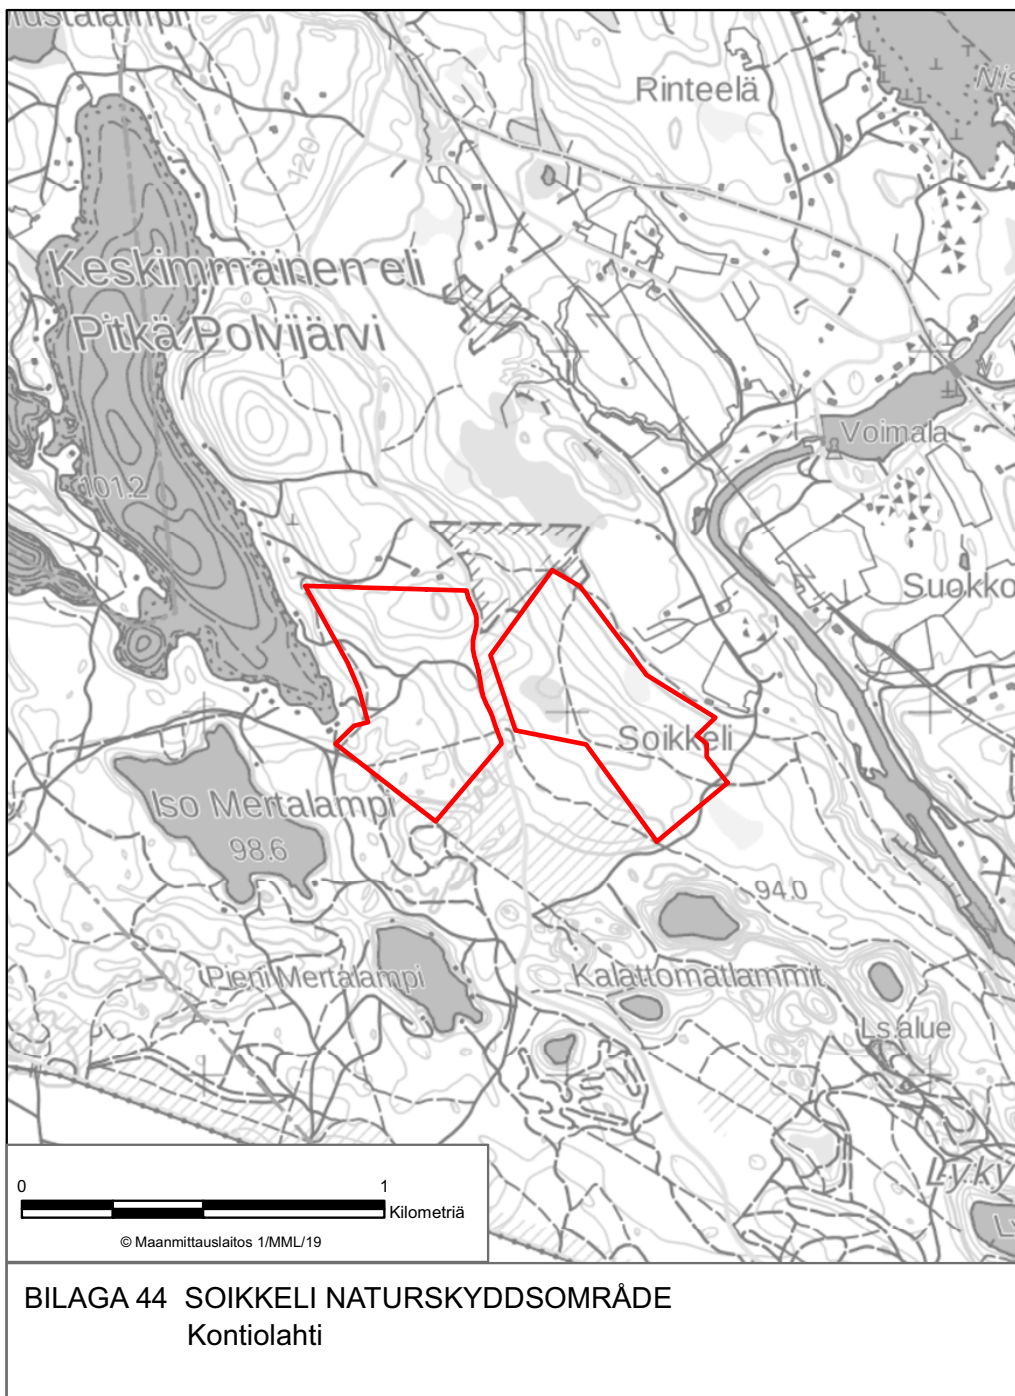 Rinteelä
120
Keskimmäinen eli
Pitkä Polvijärvi
Voimala
101.2
Suokko
Soikkeli
Iso Mertalampi
98.6
94.0
Pieni Mertalampi
Kalattomatlammit
Ls.alue
Lyky
0 1
Kilometriä
© Maanmittauslaitos 1/MML/19
BILAGA 44 SOIKKELI NATURSKYDDSOMRÅDE
Kontiolahti